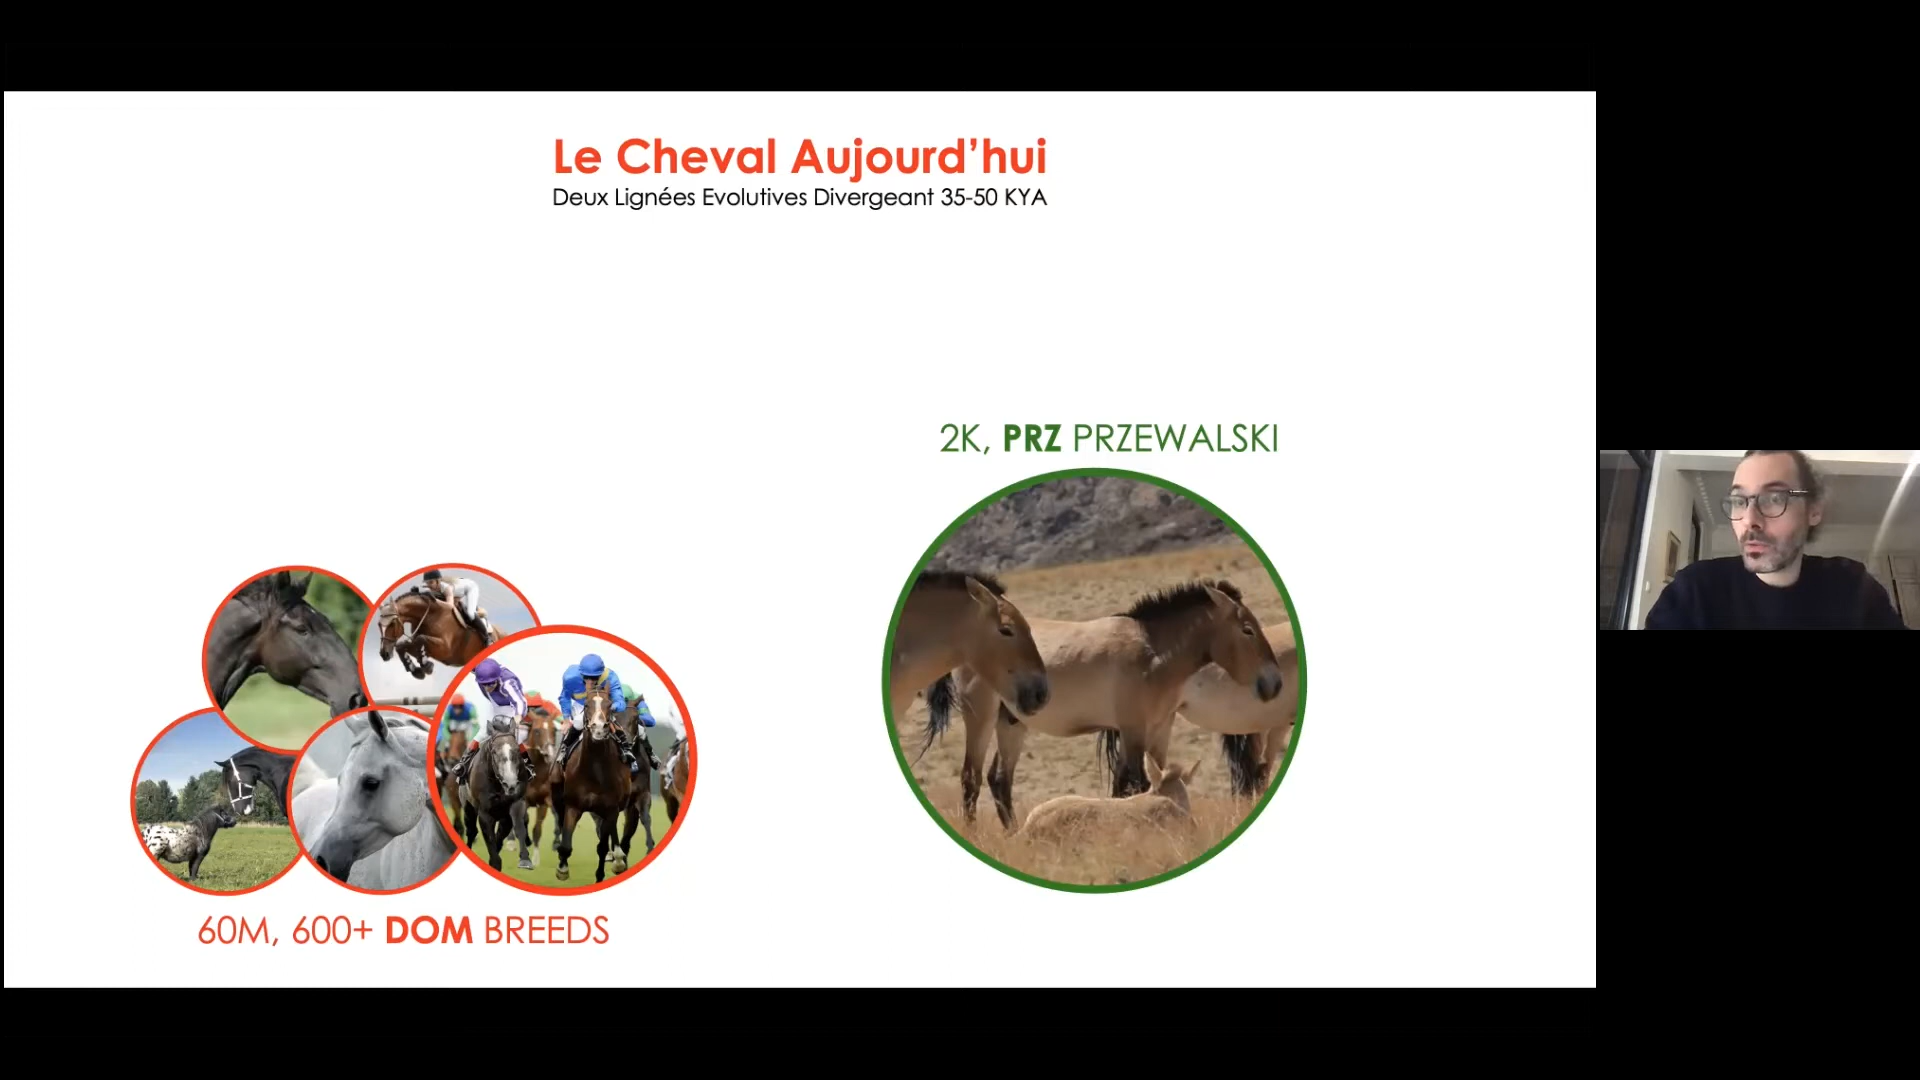 Le Cheval Aujourd’hui
Deux Lignées Evolutives Divergeant 35-50 KYA
2K, PRZ PRZEWALSKI
60M, 600+ DOM BREEDS